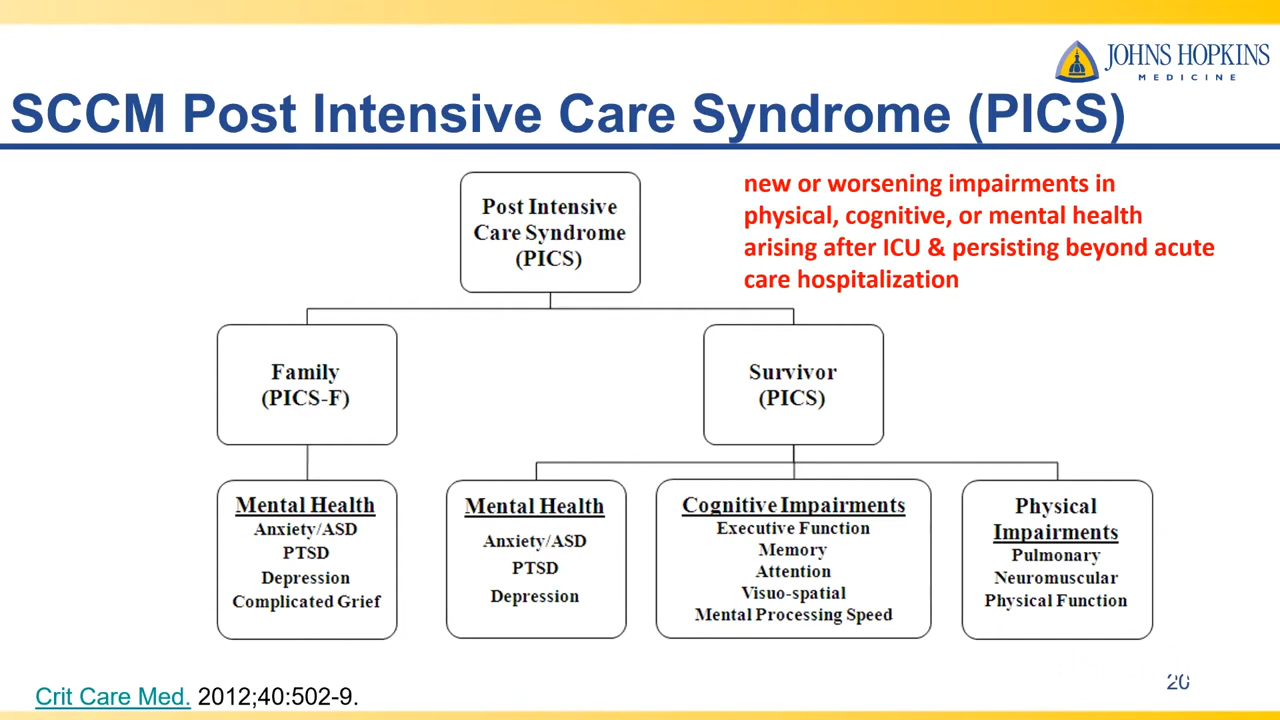 JOHNS HOPKINS
MEDICINE
SCCM Post Intensive Care Syndrome (PICS)
new or worsening impairments in
physical, cognitive, or mental health
arising after ICU & persisting beyond acute
care hospitalization
Post Intensive
Care Syndrome
(PICS)
Family
(PICS-F)
Survivor
(PICS)
Mental Health
Anxiety/ASD
PTSD
Depression
Complicated Grief
Mental Health
Anxiety/ASD
PTSD
Depression
Cognitive Impairments
Executive Function
Memory
Attention
Visuo-spatial
Mental Processing Speed
Physical
Impairments
Pulmonary
Neuromuscular
Physical Function
Crit Care Med. 2012;40:502-9.
20